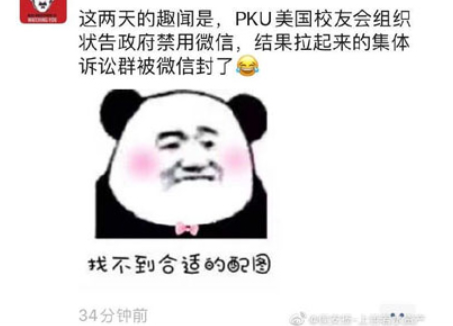 这两天的趣闻是，PKU美国校友会组织
状告政府禁用微信，结果拉起来的集体
诉讼群被微信封了😂
找不到合适的配图
34分钟前